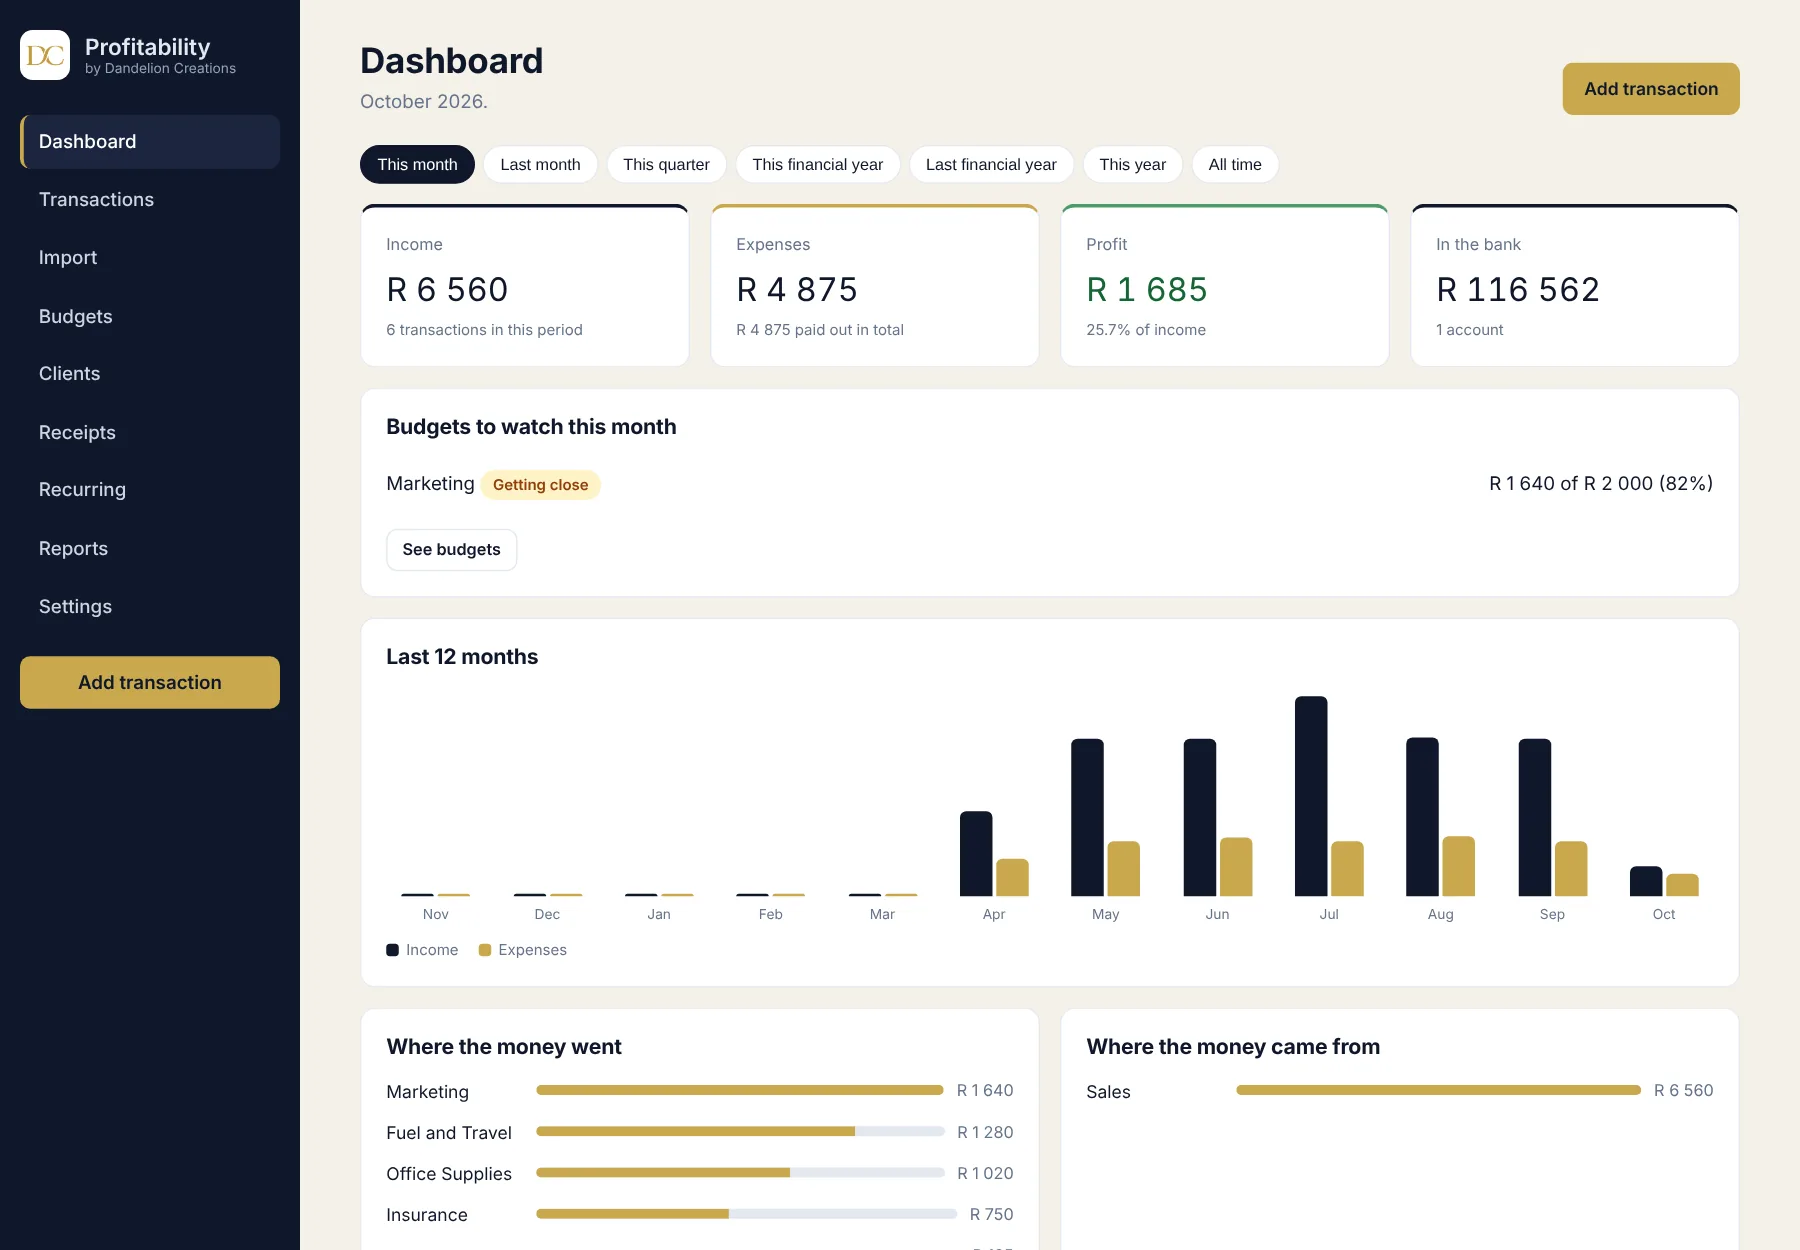 DC
Profitability
by Dandelion Creations
Dashboard
Transactions
Import
Budgets
Clients
Receipts
Recurring
Reports
Settings
Add transaction
Dashboard
October 2026.
Add transaction
This month
Last month
This quarter
This financial year
Last financial year
This year
All time
Income
R 6 560
6 transactions in this period
Expenses
R 4 875
R 4 875 paid out in total
Profit
R 1 685
25.7% of income
In the bank
R 116 562
1 account
Budgets to watch this month
Marketing Getting close R 1 640 of R 2 000 (82%)
See budgets
Last 12 months
Nov Dec Jan Feb Mar Apr May Jun Jul Aug Sep Oct
Income Expenses
Where the money went
Marketing R 1 640
Fuel and Travel R 1 280
Office Supplies R 1 020
Insurance R 750
Where the money came from
Sales R 6 560